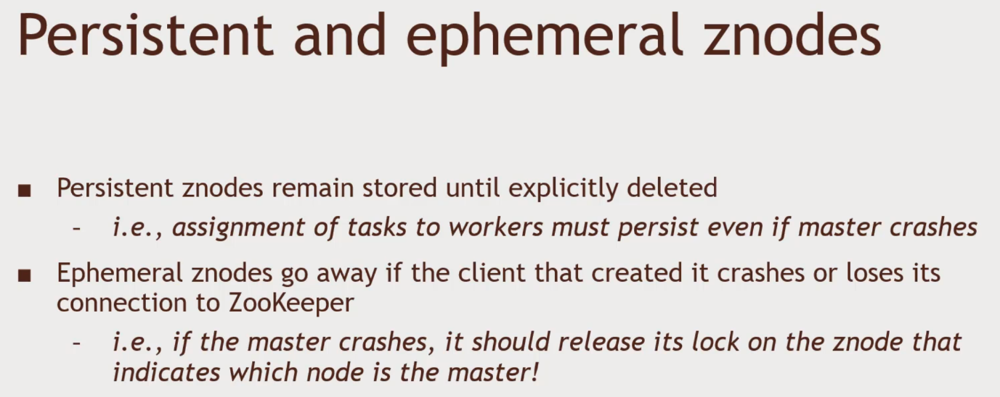 Persistent and ephemeral znodes
■ Persistent znodes remain stored until explicitly deleted
– i.e., assignment of tasks to workers must persist even if master crashes
■ Ephemeral znodes go away if the client that created it crashes or loses its
connection to ZooKeeper
– i.e., if the master crashes, it should release its lock on the znode that
indicates which node is the master!